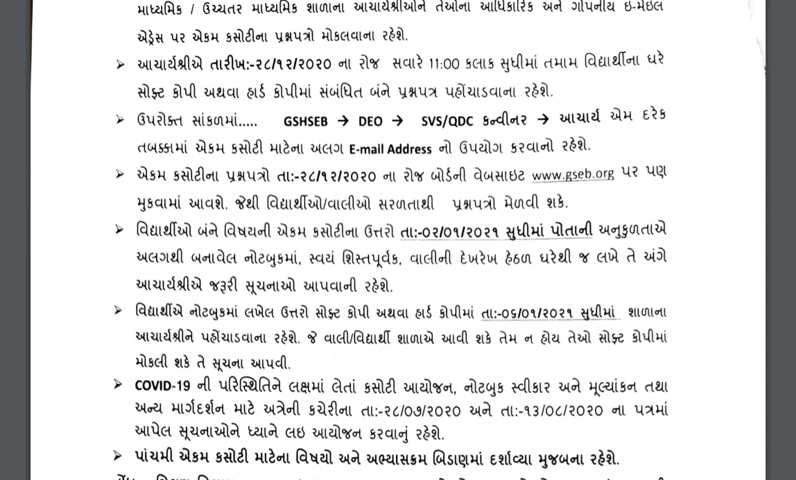 માધ્યમિક / ઉચ્ચતર માધ્યમિક શાળાના આચાર્યશ્રીઓને તેઓના આધિકારિક અને ગોપનીય ઇ-મેઇલ
એડ્રેસ પર એકમ કસોટીના પ્રશ્નપત્રો મોકલવાના રહેશે.
➢ આચાર્યશ્રીએ તારીખ:-૨૮/૧૨/૨૦૨૦ ના રોજ સવારે 11:00 કલાક સુધીમાં તમામ વિદ્યાર્થીના ઘરે
સોફ્ટ કોપી અથવા હાર્ડ કોપીમાં સંબંધિત બંને પ્રશ્નપત્ર પહોંચાડવાના રહેશે.
➢ ઉપરોક્ત સાંકળમાં..... GSHSEB → DEO → SVS/QDC કન્વીનર → આચાર્ય એમ દરેક
તબક્કામાં એકમ કસોટી માટેના અલગ E-mail Address નો ઉપયોગ કરવાનો રહેશે.
➢ એકમ કસોટીના પ્રશ્નપત્રો તા:-૨૮/૧૨/૨૦૨૦ ના રોજ બોર્ડની વેબસાઇટ www.gseb.org પર પણ
મુકવામાં આવશે. જેથી વિદ્યાર્થીઓ/વાલીઓ સરળતાથી પ્રશ્નપત્રો મેળવી શકે.
➢ વિદ્યાર્થીઓ બંને વિષયની એકમ કસોટીના ઉત્તરો તા:-૦૨/૦૧/૨૦૨૧ સુધીમાં પોતાની અનુકુળતાએ
અલગથી બનાવેલ નોટબુકમાં, સ્વયં શિસ્તપૂર્વક, વાલીની દેખરેખ હેઠળ ઘરેથી જ લખે તે અંગે
આચાર્યશ્રીએ જરૂરી સૂચનાઓ આપવાની રહેશે.
➢ વિદ્યાર્થીએ નોટબુકમાં લખેલ ઉત્તરો સોફ્ટ કોપી અથવા હાર્ડ કોપીમાં તા:-૦૬/૦૧/૨૦૨૧ સુધીમાં શાળાના
આચાર્યશ્રીને પહોંચાડવાના રહેશે. જે વાલી/વિદ્યાર્થી શાળાએ આવી શકે તેમ ન હોય તેઓ સોફ્ટ કોપીમાં
મોકલી શકે તે સૂચના આપવી.
➢ COVID-19 ની પરિસ્થિતિને લક્ષમાં લેતાં કસોટી આયોજન, નોટબુક સ્વીકાર અને મૂલ્યાંકન તથા
અન્ય માર્ગદર્શન માટે અત્રેની કચેરીના તા:-૨૮/૦૭/૨૦૨૦ અને તા:-૧૩/૦૮/૨૦૨૦ ના પત્રમાં
આપેલ સૂચનાઓને ધ્યાને લઇ આયોજન કરવાનું રહેશે.
➢ પાંચમી એકમ કસોટી માટેના વિષયો અને અભ્યાસક્રમ બિડાણમાં દર્શાવ્યા મુજબના રહેશે.